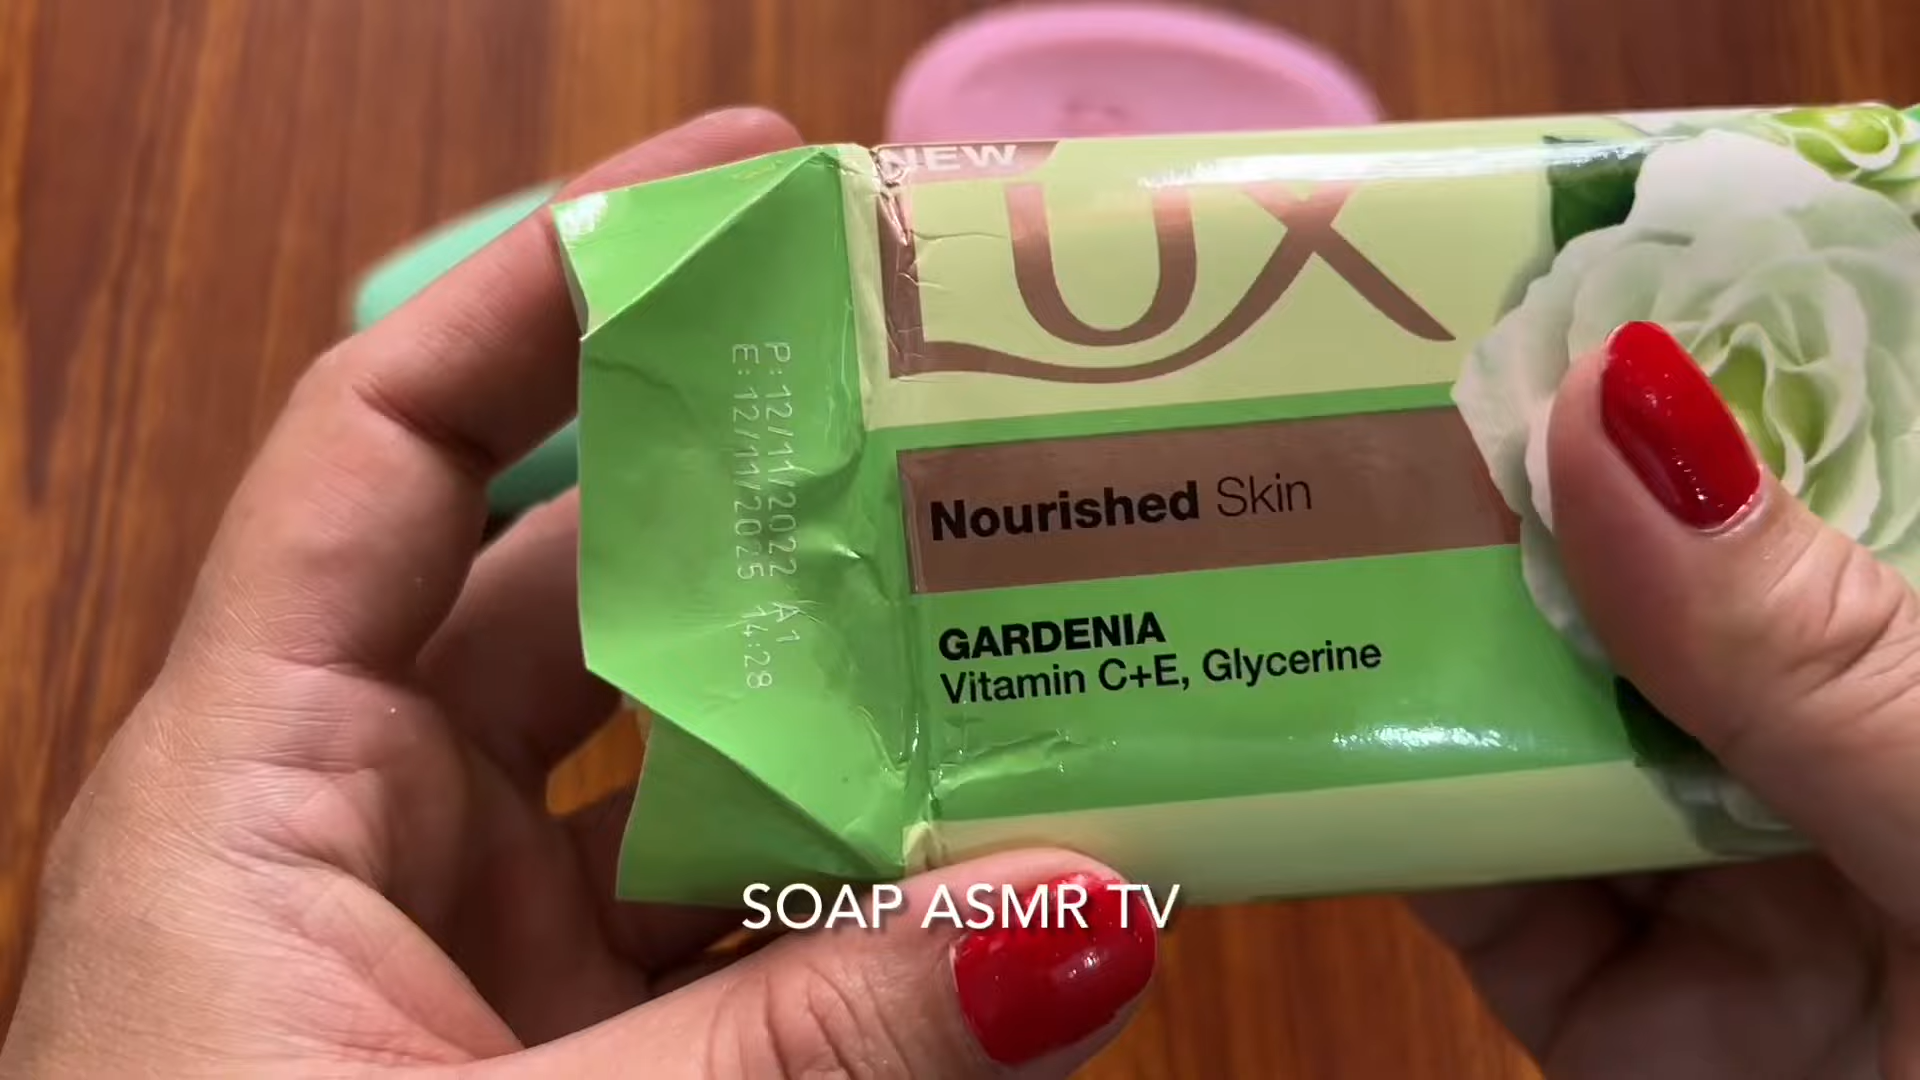 NEW
LUX
P: 12/11/2022 A1
E: 12/11/2025 14:28
Nourished Skin
GARDENIA
Vitamin C+E, Glycerine
SOAP ASMR TV